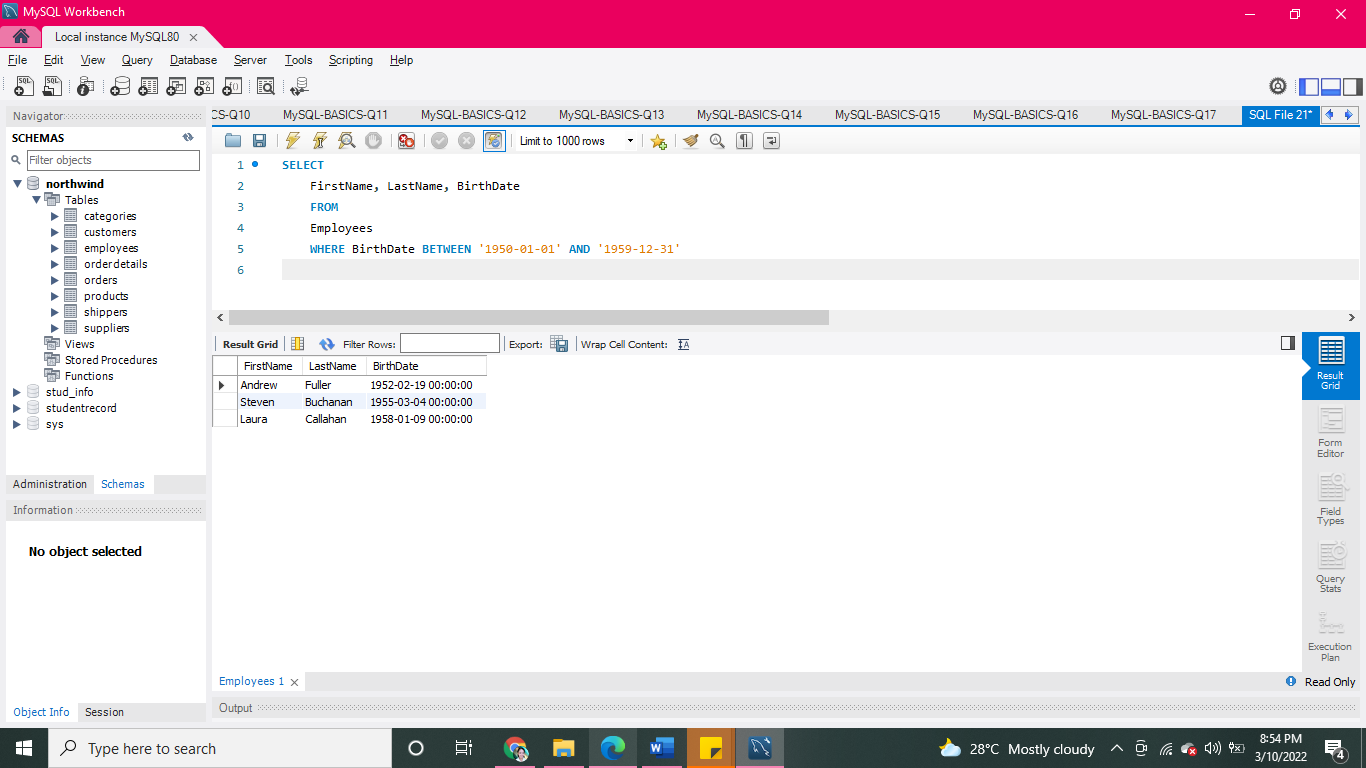 MySQL Workbench
Local instance MySQL80
File Edit View Query Database Server Tools Scripting Help
Navigator
SCHEMAS
Filter objects
northwind
Tables
categories
customers
employees
orderdetails
orders
products
shippers
suppliers
Views
Stored Procedures
Functions
stud_info
studentrecord
sys
Administration Schemas
Information
No object selected
Object Info Session
CS-Q10 MySQL-BASICS-Q11 MySQL-BASICS-Q12 MySQL-BASICS-Q13 MySQL-BASICS-Q14 MySQL-BASICS-Q15 MySQL-BASICS-Q16 MySQL-BASICS-Q17 SQL File 21*
Limit to 1000 rows
1 SELECT
2 FirstName, LastName, BirthDate
3 FROM
4 Employees
5 WHERE BirthDate BETWEEN '1950-01-01' AND '1959-12-31'
6
Result Grid Filter Rows: Export: Wrap Cell Content:
FirstName LastName BirthDate
Andrew Fuller 1952-02-19 00:00:00
Steven Buchanan 1955-03-04 00:00:00
Laura Callahan 1958-01-09 00:00:00
Result
Grid
Form
Editor
Field
Types
Query
Stats
Execution
Plan
Employees 1
Read Only
Output
Type here to search
28°C Mostly cloudy
8:54 PM
3/10/2022
4